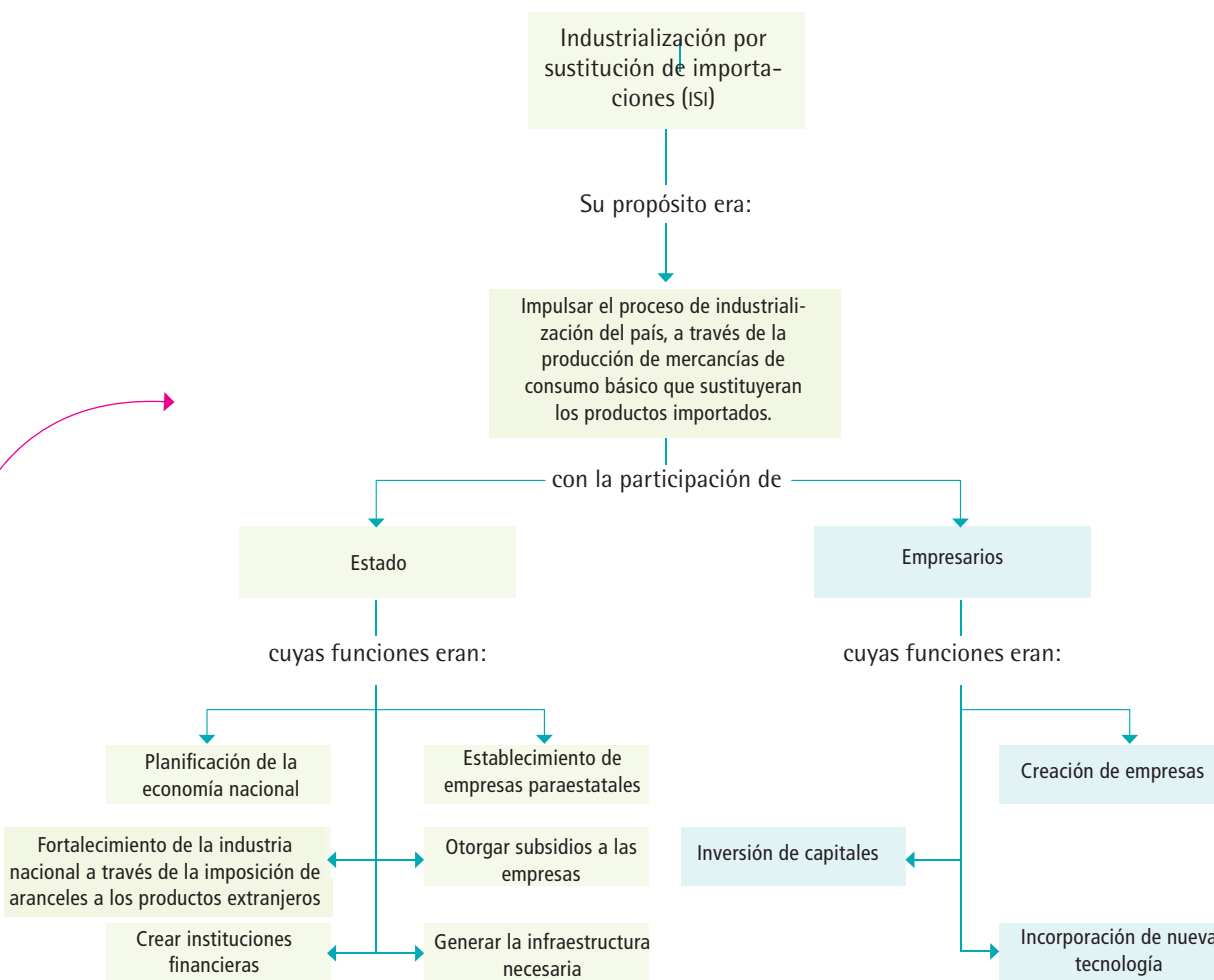 Industrialización por
sustitución de importa-
ciones (ISI)
Su propósito era:
Impulsar el proceso de industriali-
zación del país, a través de la
producción de mercancías de
consumo básico que sustituyeran
los productos importados.
con la participación de
Estado
Empresarios
cuyas funciones eran:
cuyas funciones eran:
Planificación de la
economía nacional
Establecimiento de
empresas paraestatales
Creación de empresas
Fortalecimiento de la industria
nacional a través de la imposición de
aranceles a los productos extranjeros
Otorgar subsidios a las
empresas
Inversión de capitales
Crear instituciones
financieras
Generar la infraestructura
necesaria
Incorporación de nueva
tecnología